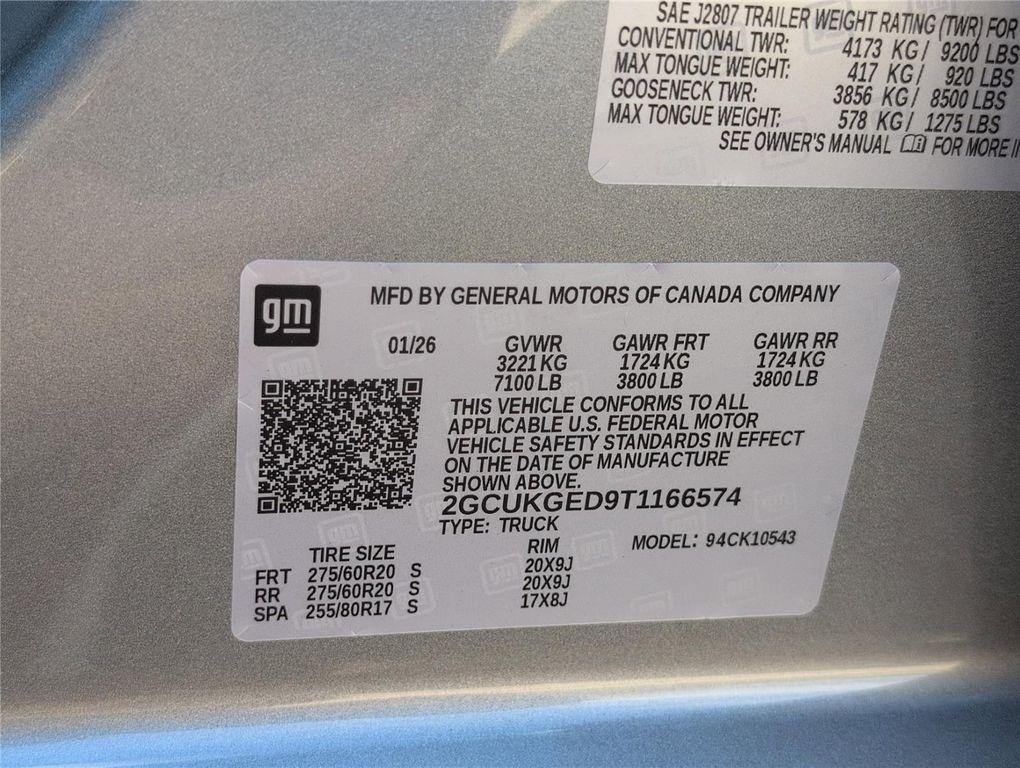 SAE J2807 TRAILER WEIGHT RATING (TWR) FOR
CONVENTIONAL TWR: 4173 KG/ 9200 LBS
MAX TONGUE WEIGHT: 417 KG/ 920 LBS
GOOSENECK TWR: 3856 KG/ 8500 LBS
MAX TONGUE WEIGHT: 578 KG/ 1275 LBS
SEE OWNER'S MANUAL FOR MORE
gm
MFD BY GENERAL MOTORS OF CANADA COMPANY
01/26 GVWR GAWR FRT GAWR RR
3221 KG 1724 KG 1724 KG
7100 LB 3800 LB 3800 LB
THIS VEHICLE CONFORMS TO ALL
APPLICABLE U.S. FEDERAL MOTOR
VEHICLE SAFETY STANDARDS IN EFFECT
ON THE DATE OF MANUFACTURE
SHOWN ABOVE.
2GCUKGED9T1166574
TYPE: TRUCK
MODEL: 94CK10543
TIRE SIZE RIM
FRT 275/60R20 S 20X9J
RR 275/60R20 S 20X9J
SPA 255/80R17 S 17X8J